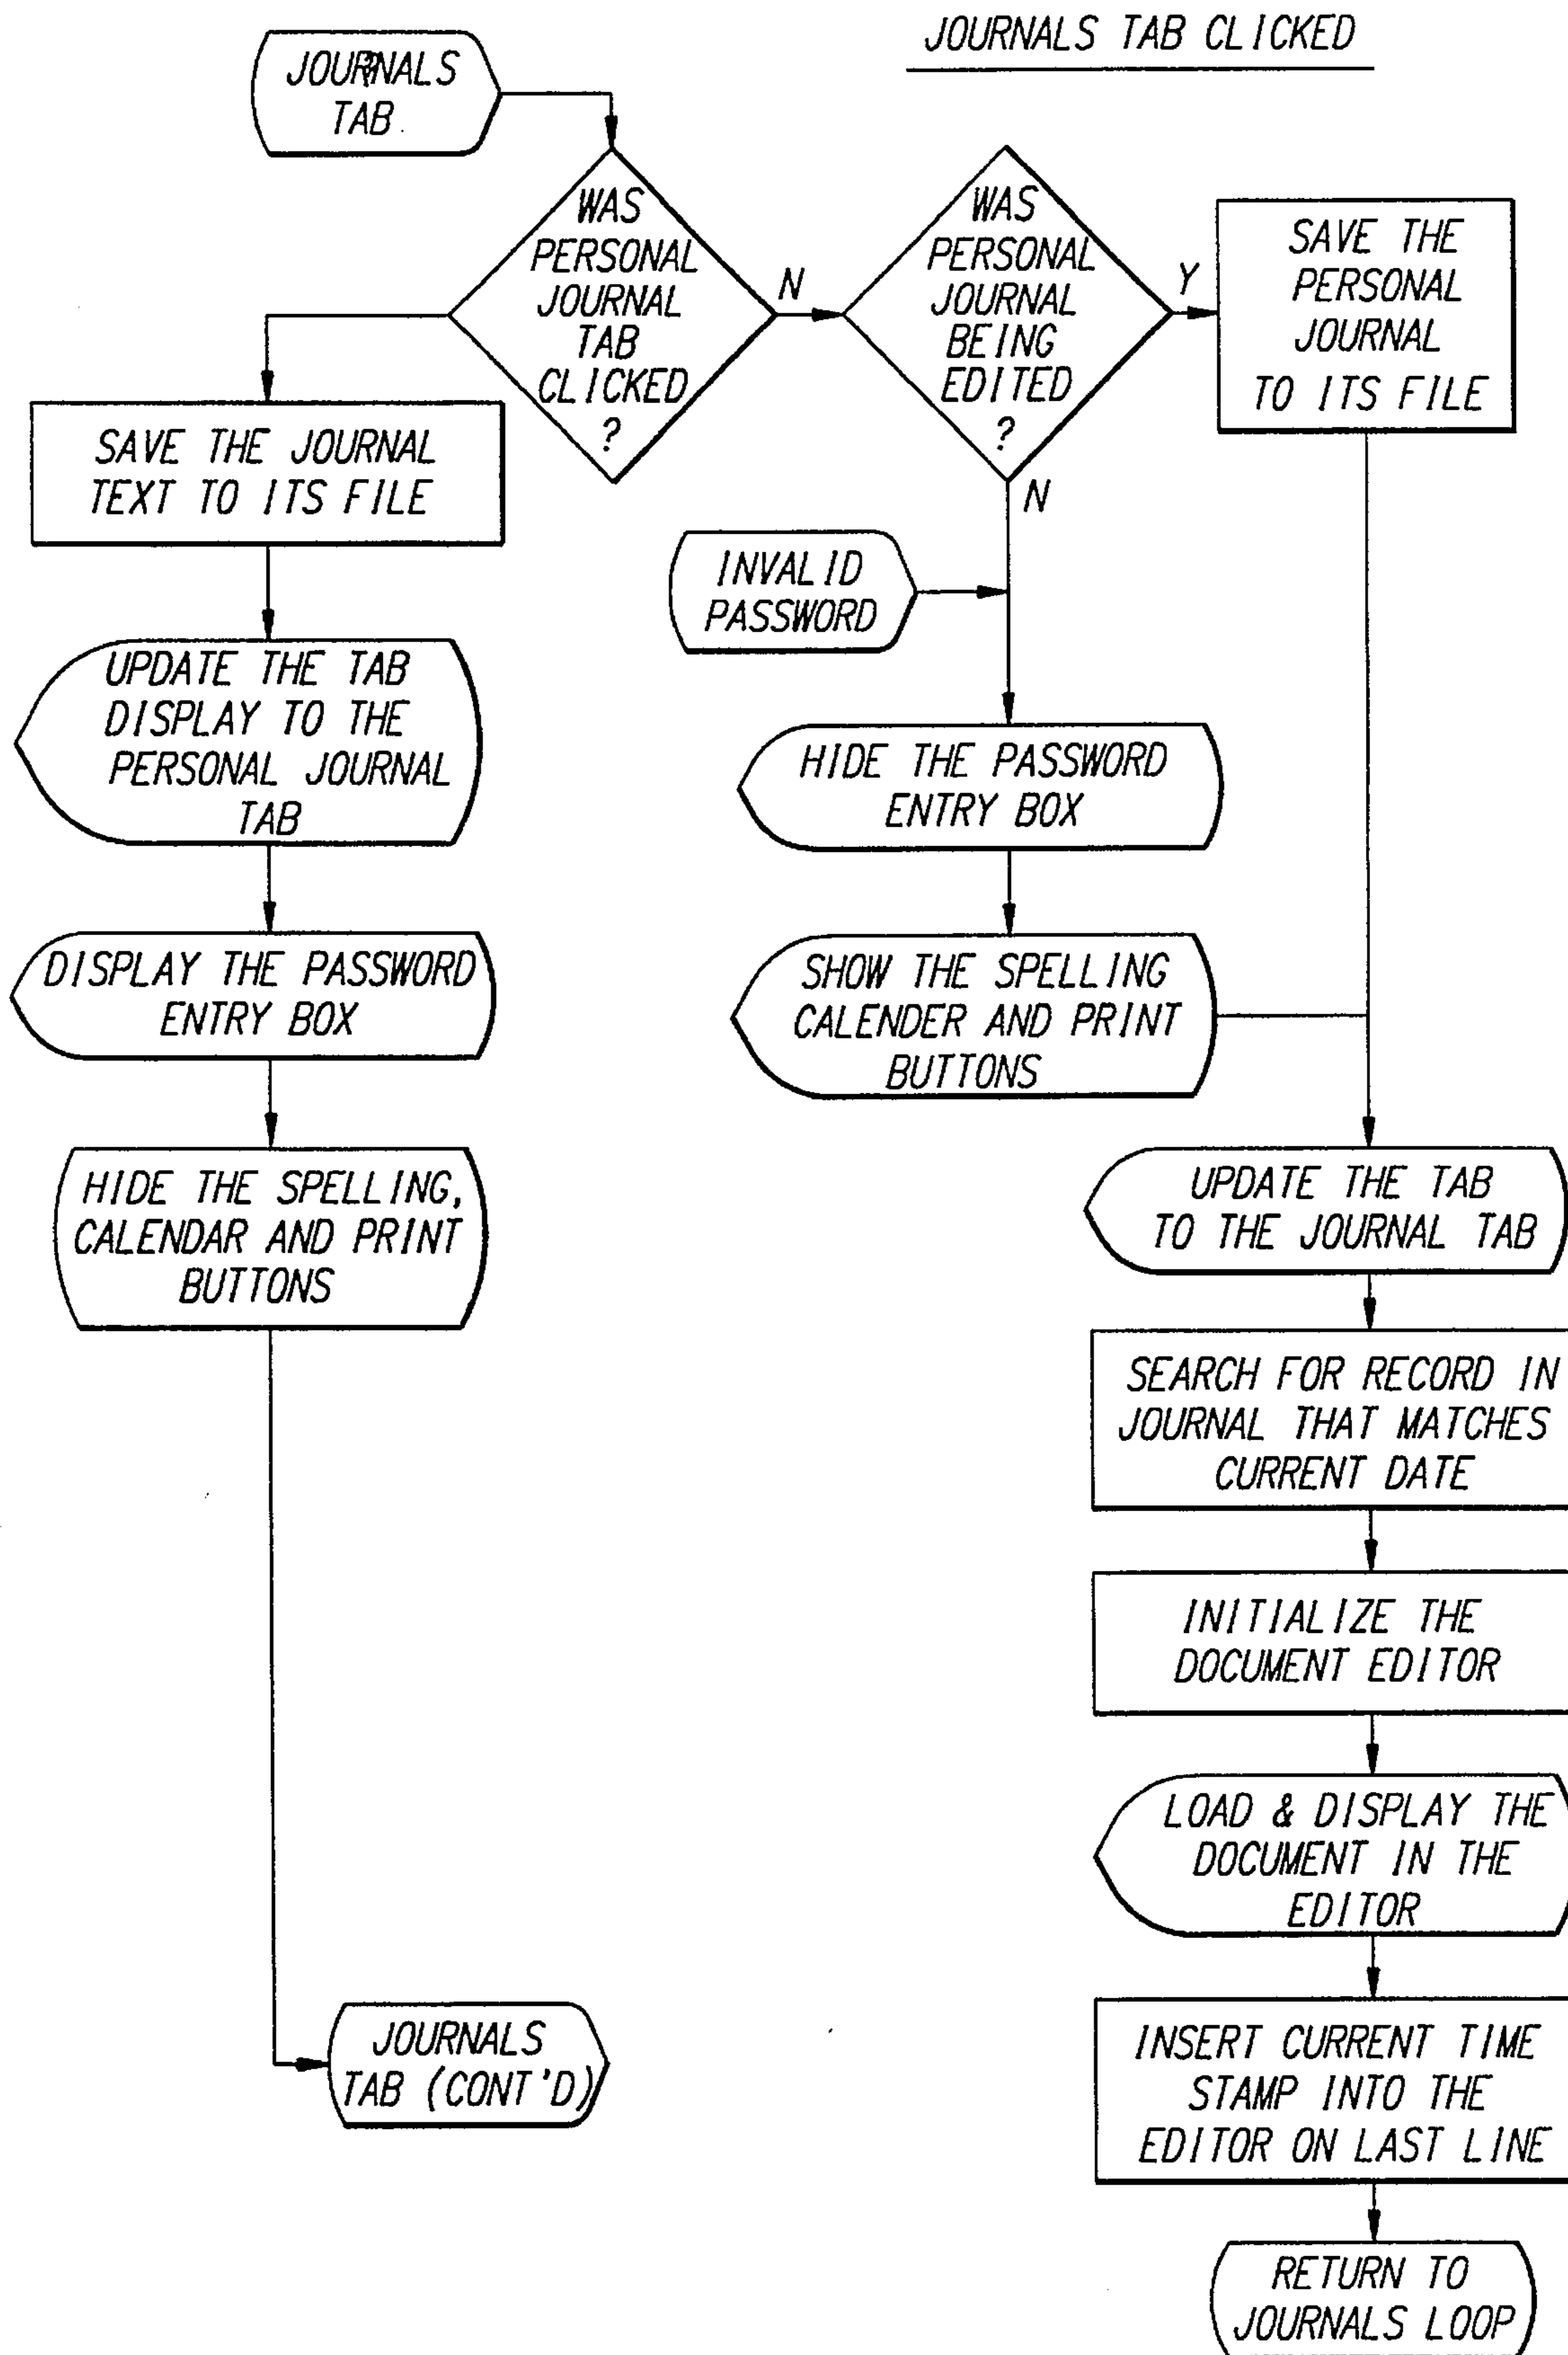 JOURNALS TAB CLICKED
JOURNALS
TAB
WAS
PERSONAL
JOURNAL
TAB
CLICKED
?
N
WAS
PERSONAL
JOURNAL
BEING
EDITED
?
Y
SAVE THE
PERSONAL
JOURNAL
TO ITS FILE
N
SAVE THE JOURNAL
TEXT TO ITS FILE
INVALID
PASSWORD
UPDATE THE TAB
DISPLAY TO THE
PERSONAL JOURNAL
TAB
HIDE THE PASSWORD
ENTRY BOX
DISPLAY THE PASSWORD
ENTRY BOX
SHOW THE SPELLING
CALENDER AND PRINT
BUTTONS
HIDE THE SPELLING,
CALENDAR AND PRINT
BUTTONS
UPDATE THE TAB
TO THE JOURNAL TAB
SEARCH FOR RECORD IN
JOURNAL THAT MATCHES
CURRENT DATE
INITIALIZE THE
DOCUMENT EDITOR
LOAD & DISPLAY THE
DOCUMENT IN THE
EDITOR
JOURNALS
TAB (CONT'D)
INSERT CURRENT TIME
STAMP INTO THE
EDITOR ON LAST LINE
RETURN TO
JOURNALS LOOP